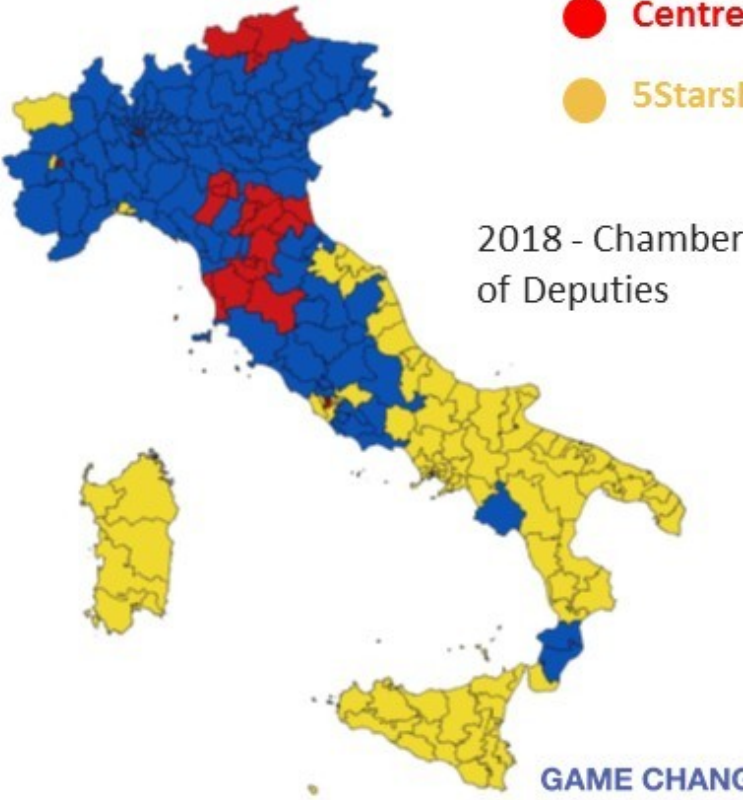 Centre
5Stars
2018 - Chamber
of Deputies
GAME CHANG